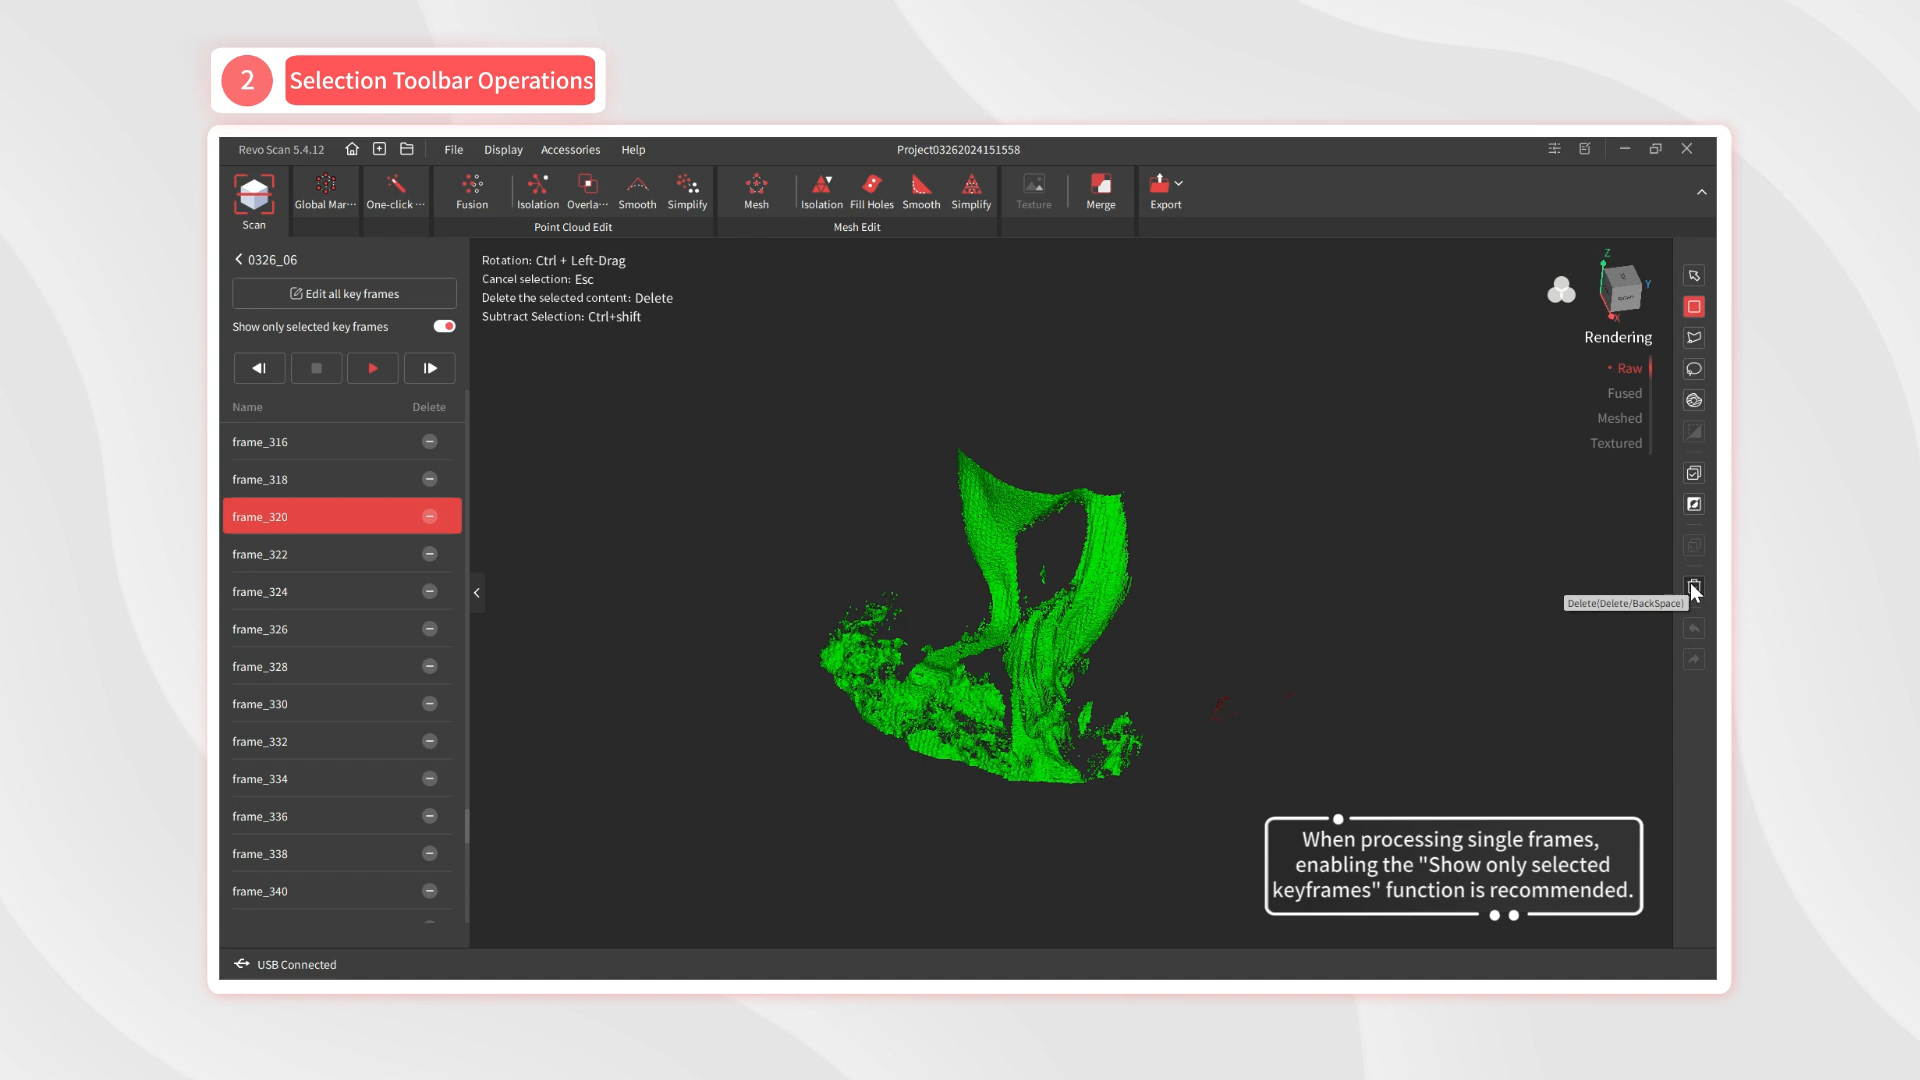 2
Selection Toolbar Operations
Revo Scan 5.4.12
File
Display
Accessories
Help
Project03262024151558
Scan
Global Mar···
One-click ···
Fusion
Isolation
Overla···
Smooth
Simplify
Point Cloud Edit
Mesh
Isolation
Fill Holes
Smooth
Simplify
Mesh Edit
Texture
Merge
Export
0326_06
Edit all key frames
Show only selected key frames
Name
Delete
frame_316
frame_318
frame_320
frame_322
frame_324
frame_326
frame_328
frame_330
frame_332
frame_334
frame_336
frame_338
frame_340
Rotation: Ctrl + Left-Drag
Cancel selection: Esc
Delete the selected content: Delete
Subtract Selection: Ctrl+shift
Z
Y
X
RIGHT
Rendering
Raw
Fused
Meshed
Textured
Delete(Delete/BackSpace)
When processing single frames,
enabling the "Show only selected
keyframes" function is recommended.
USB Connected